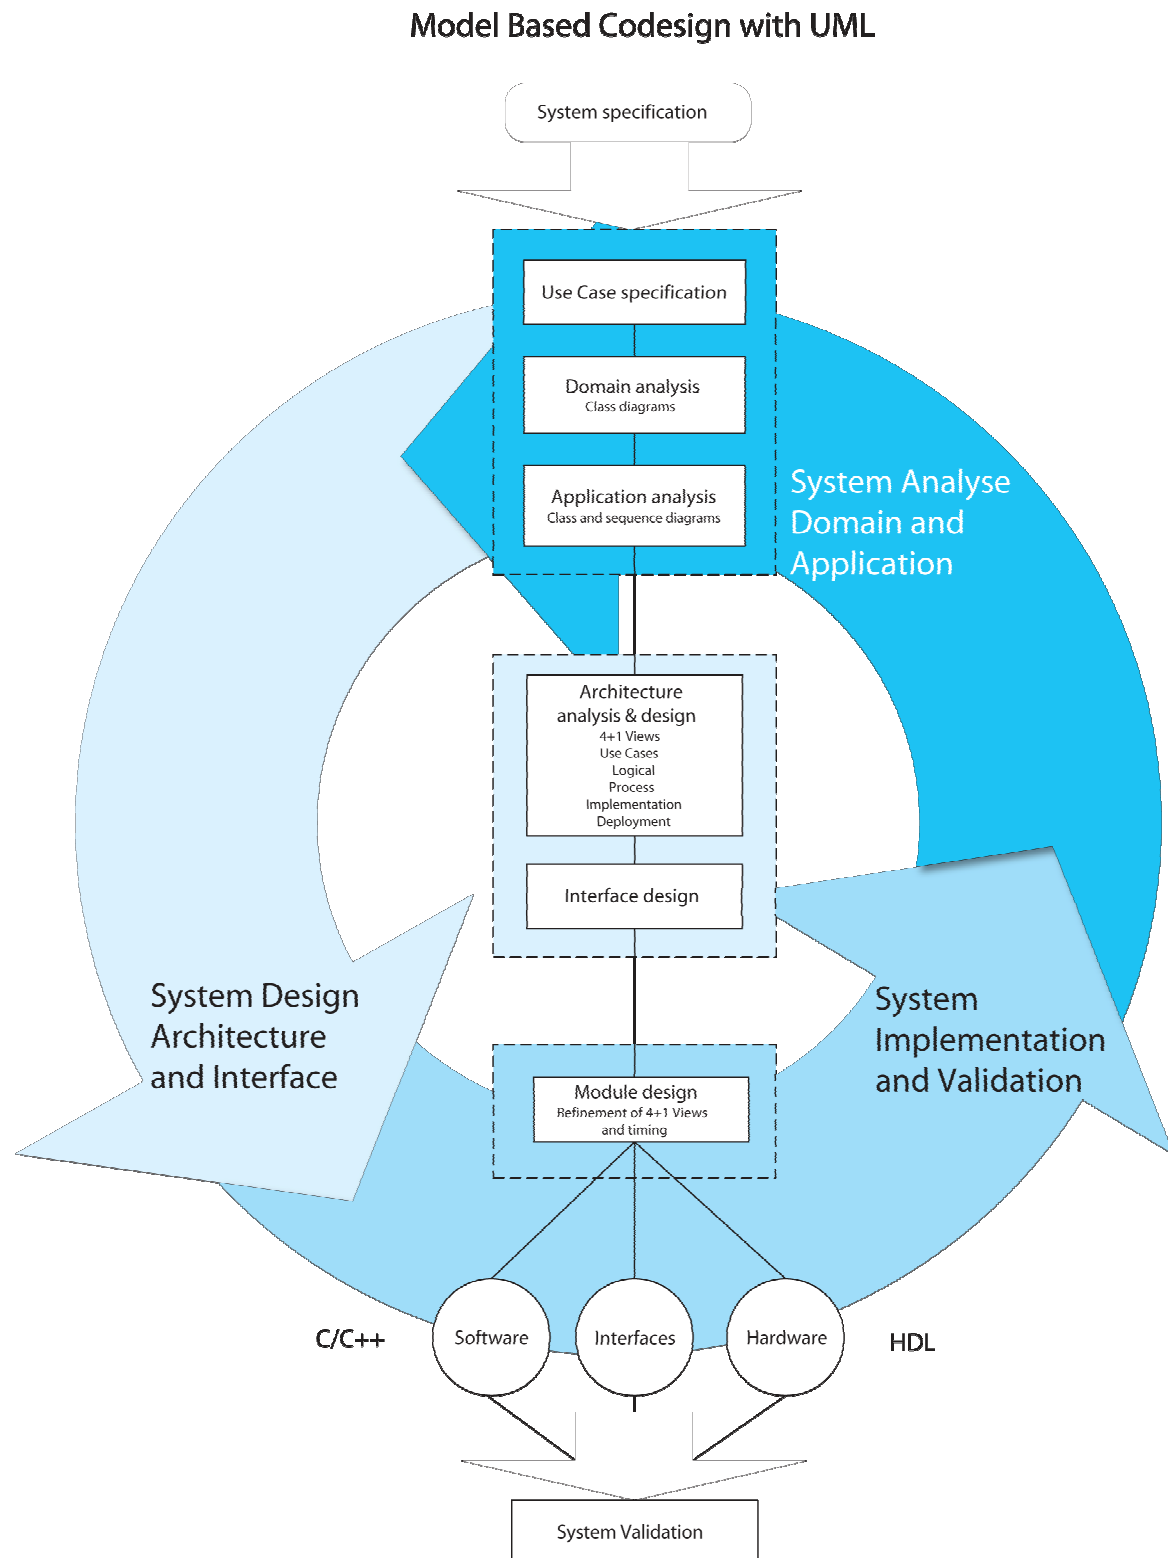 Model Based Codesign with UML
System specification
Use Case specification
Domain analysis
Class diagrams
Application analysis
Class and sequence diagrams
System Analyse
Domain and
Application
Architecture
analysis & design
4+1 Views
Use Cases
Logical
Process
Implementation
Deployment
Interface design
System Design
Architecture
and Interface
System
Implementation
and Validation
Module design
Refinement of 4+1 Views
and timing
C/C++
Software
Interfaces
Hardware
HDL
System Validation